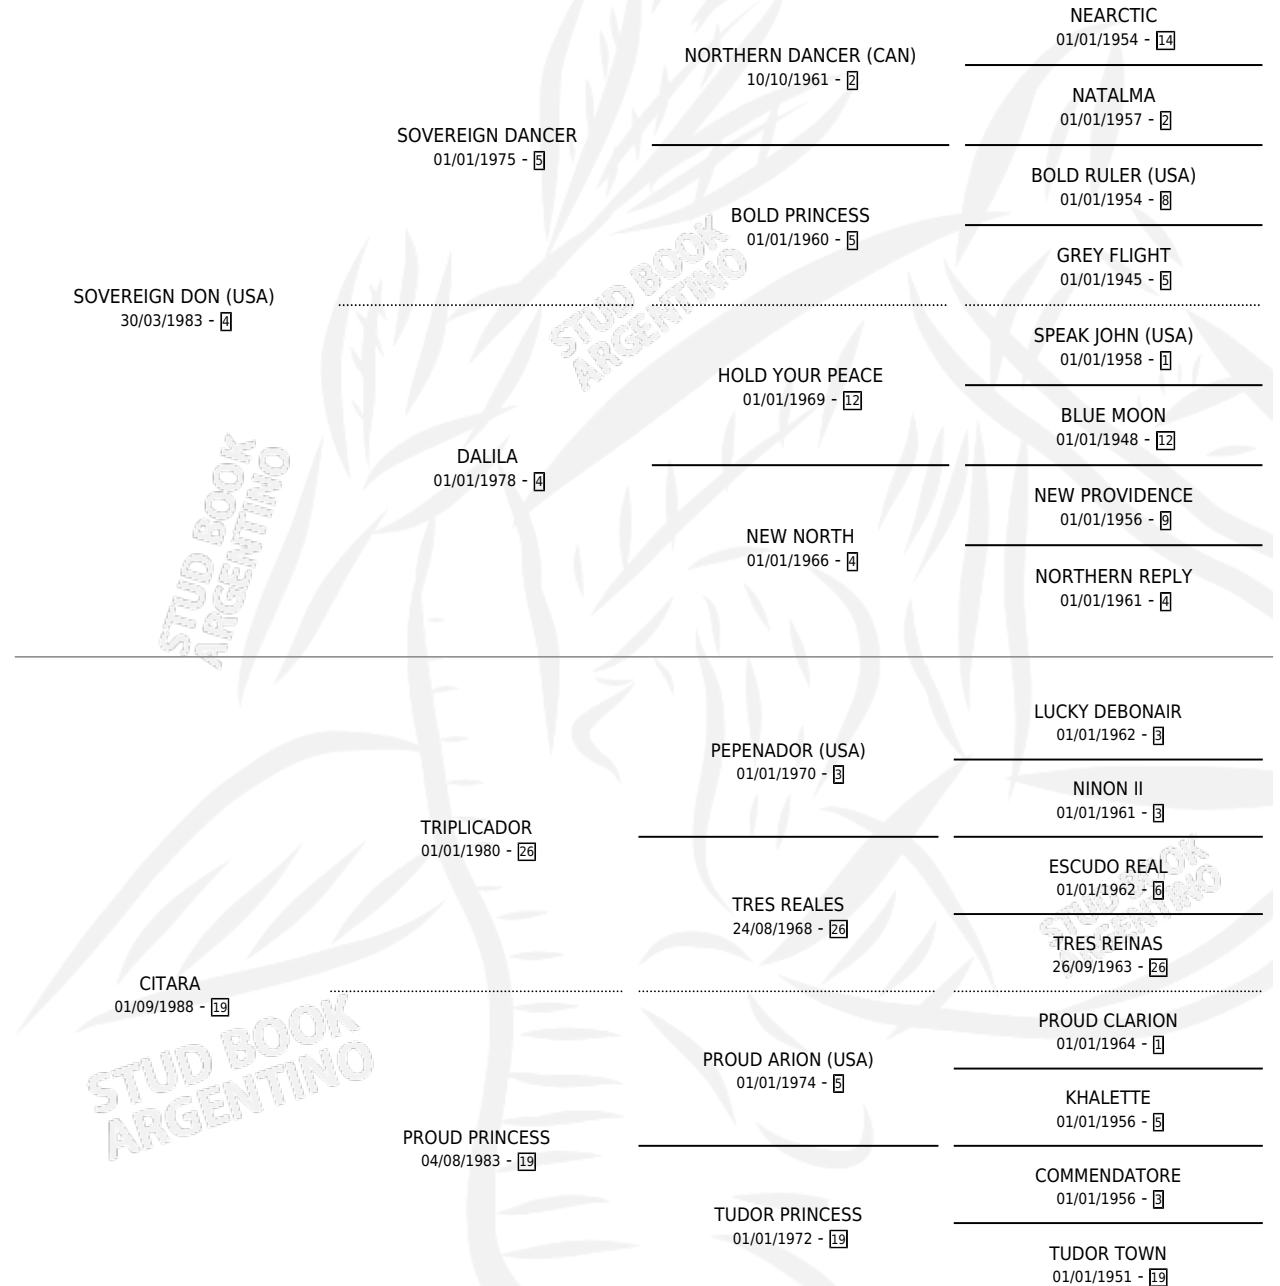 NEARCTIC
01/01/1954 - 14
NORTHERN DANCER (CAN)
10/10/1961 - 2
NATALMA
01/01/1957 - 2
SOVEREIGN DANCER
01/01/1975 - 5
BOLD RULER (USA)
01/01/1954 - 8
BOLD PRINCESS
01/01/1960 - 5
GREY FLIGHT
01/01/1945 - 5
STUD BOOK
ARGENTINO
SOVEREIGN DON (USA)
30/03/1983 - 4
SPEAK JOHN (USA)
01/01/1958 - 1
HOLD YOUR PEACE
01/01/1969 - 12
BLUE MOON
01/01/1948 - 12
DALILA
01/01/1978 - 4
NEW PROVIDENCE
01/01/1956 - 9
NEW NORTH
01/01/1966 - 4
NORTHERN REPLY
01/01/1961 - 4
STUD BOOK
ARGENTINO
LUCKY DEBONAIR
01/01/1962 - 3
PEPENADOR (USA)
01/01/1970 - 3
NINON II
01/01/1961 - 3
TRIPLICADOR
01/01/1980 - 26
ESCUDO REAL
01/01/1962 - 6
TRES REALES
24/08/1968 - 26
TRES REINAS
26/09/1963 - 26
STUD BOOK
ARGENTINO
CITARA
01/09/1988 - 19
PROUD CLARION
01/01/1964 - 1
PROUD ARION (USA)
01/01/1974 - 5
KHALETTE
01/01/1956 - 5
STUD BOOK
ARGENTINO
PROUD PRINCESS
04/08/1983 - 19
COMMENDATORE
01/01/1956 - 3
TUDOR PRINCESS
01/01/1972 - 19
TUDOR TOWN
01/01/1951 - 19